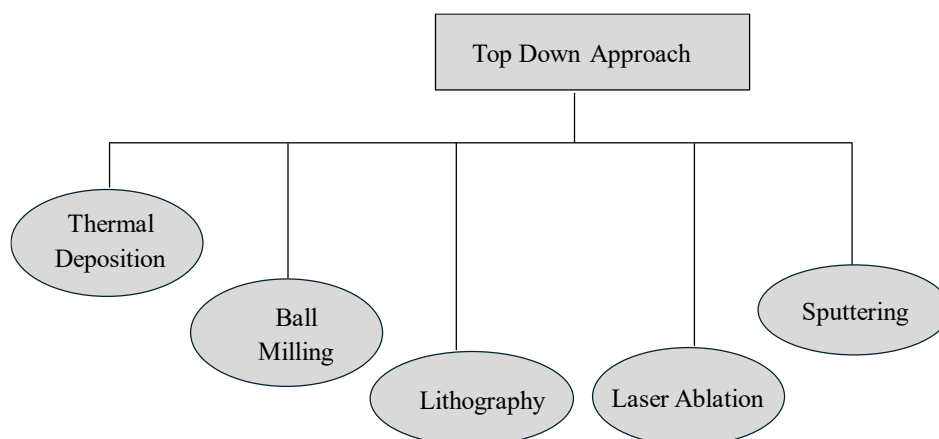 Top Down Approach
Thermal
Deposition
Ball
Milling
Lithography
Laser Ablation
Sputtering